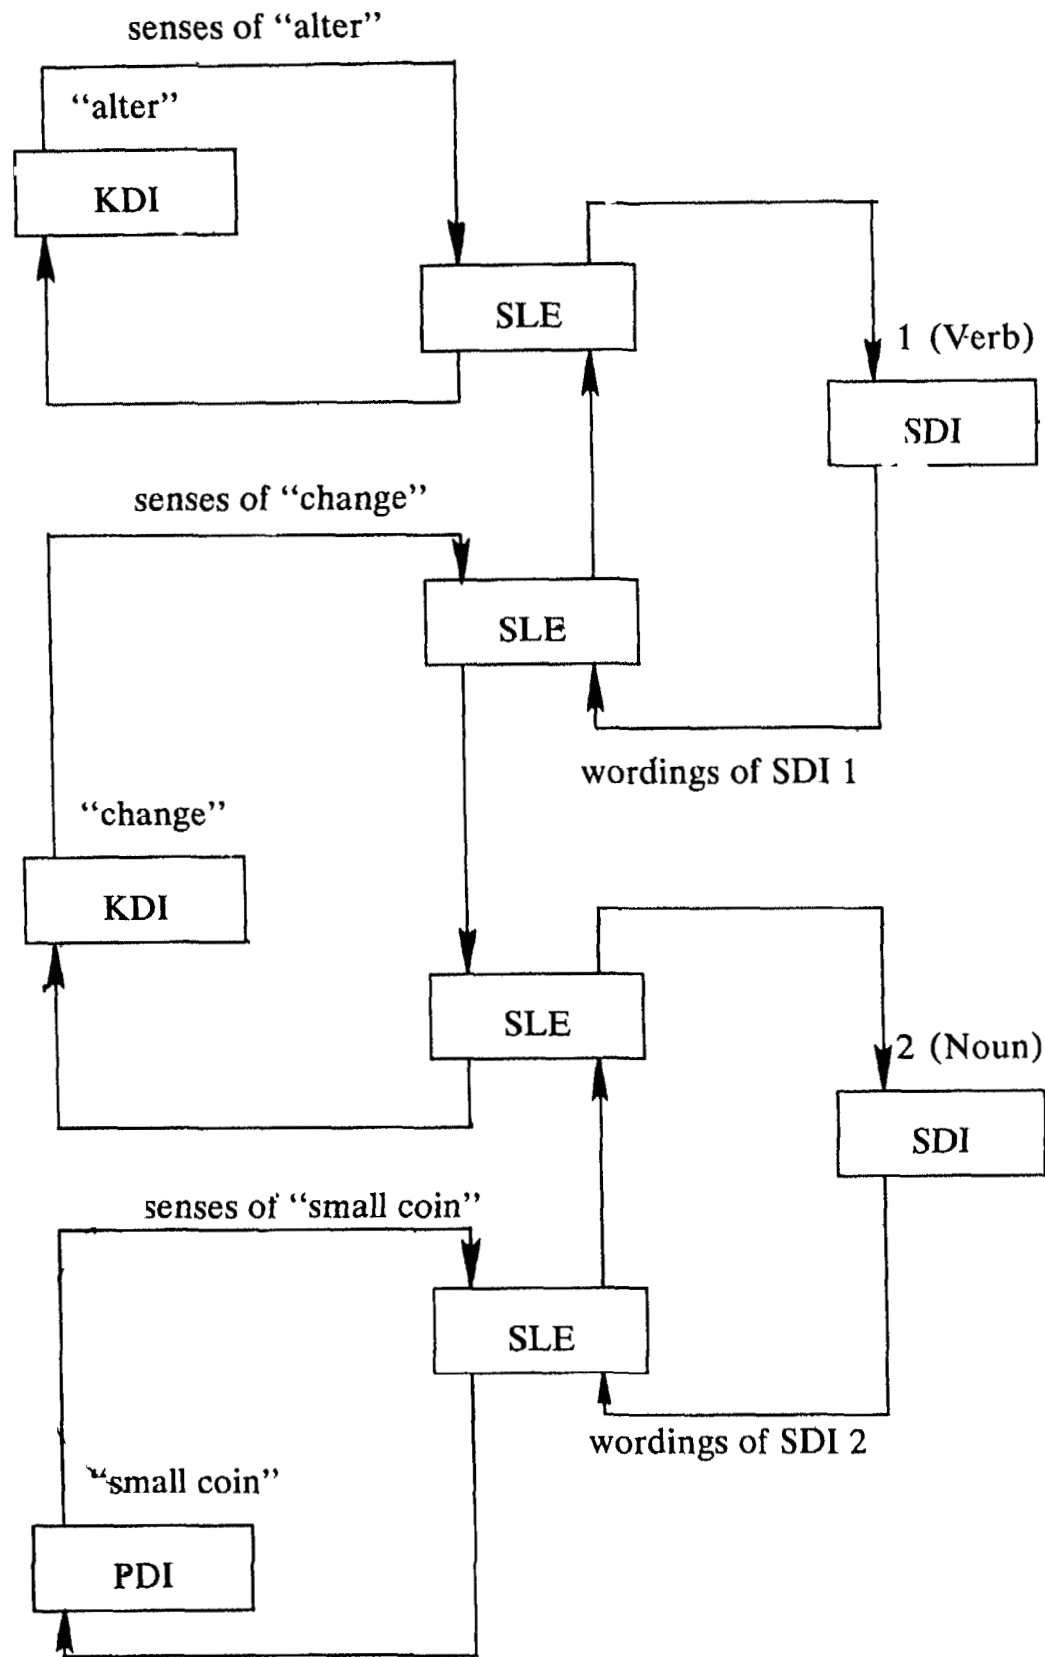 senses of “alter”
“alter”
KDI
SLE
1 (Verb)
SDI
senses of “change”
SLE
wordings of SDI 1
“change”
KDI
SLE
2 (Noun)
SDI
senses of “small coin”
SLE
wordings of SDI 2
“small coin”
PDI